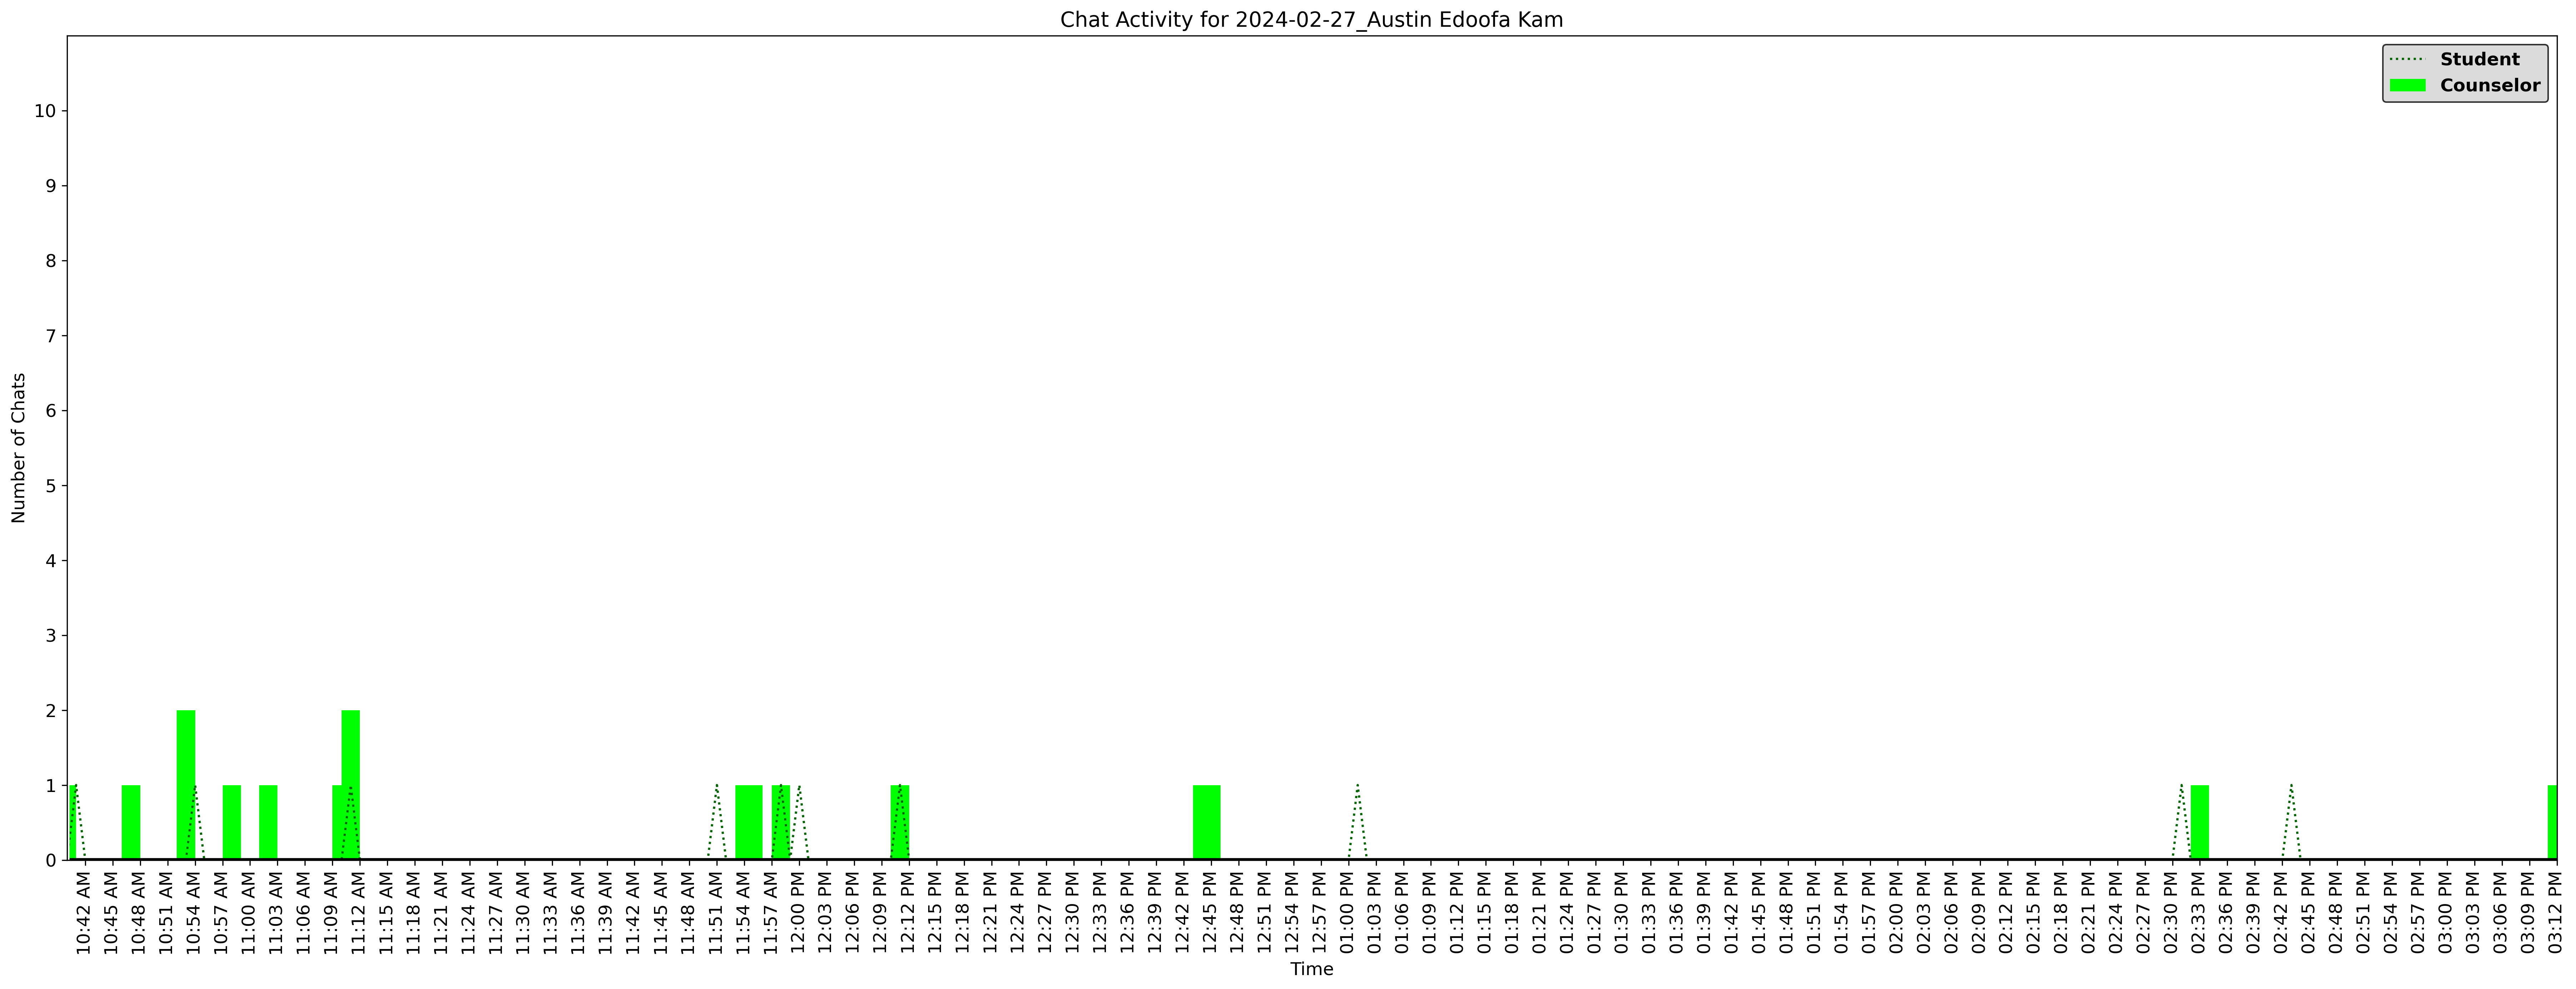 Chat Activity for 2024-02-27_Austin Edoofa Kam
Student
Counselor
Number of Chats
10
9
8
7
6
5
4
3
2
1
0
10:42 AM
10:45 AM
10:48 AM
10:51 AM
10:54 AM
10:57 AM
11:00 AM
11:03 AM
11:06 AM
11:09 AM
11:12 AM
11:15 AM
11:18 AM
11:21 AM
11:24 AM
11:27 AM
11:30 AM
11:33 AM
11:36 AM
11:39 AM
11:42 AM
11:45 AM
11:48 AM
11:51 AM
11:54 AM
11:57 AM
12:00 PM
12:03 PM
12:06 PM
12:09 PM
12:12 PM
12:15 PM
12:18 PM
12:21 PM
12:24 PM
12:27 PM
12:30 PM
12:33 PM
12:36 PM
12:39 PM
12:42 PM
12:45 PM
12:48 PM
12:51 PM
12:54 PM
12:57 PM
01:00 PM
01:03 PM
01:06 PM
01:09 PM
01:12 PM
01:15 PM
01:18 PM
01:21 PM
01:24 PM
01:27 PM
01:30 PM
01:33 PM
01:36 PM
01:39 PM
01:42 PM
01:45 PM
01:48 PM
01:51 PM
01:54 PM
01:57 PM
02:00 PM
02:03 PM
02:06 PM
02:09 PM
02:12 PM
02:15 PM
02:18 PM
02:21 PM
02:24 PM
02:27 PM
02:30 PM
02:33 PM
02:36 PM
02:39 PM
02:42 PM
02:45 PM
02:48 PM
02:51 PM
02:54 PM
02:57 PM
03:00 PM
03:03 PM
03:06 PM
03:09 PM
03:12 PM
Time